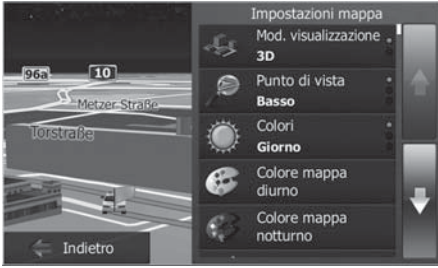 Impostazioni mappa
Mod. visualizzazione
3D
Punto di vista
Basso
Colori
Giorno
Colore mappa
diurno
Colore mappa
notturno
96a
10
Metzer Straße
Torstraße
Indietro